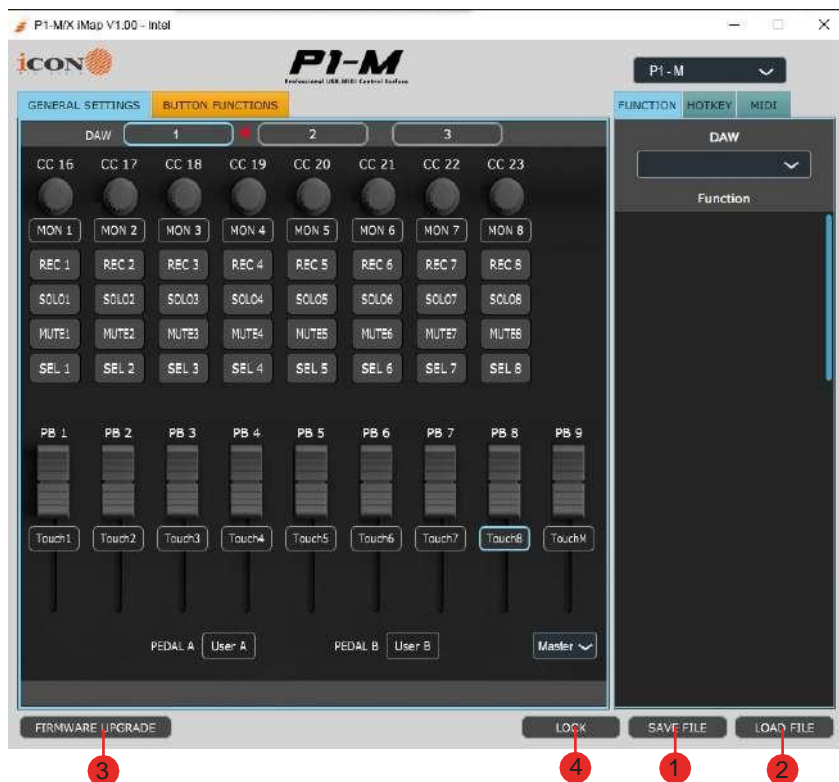 P1-M/X iMap V1.00 - Intel
iCON
P1-M
Professional USB MIDI Control Surface
P1-M
GENERAL SETTINGS BUTTON FUNCTIONS
FUNCTION HOTKEY MIDI
DAW 1 2 3
DAW
Function
CC 16 CC 17 CC 18 CC 19 CC 20 CC 21 CC 22 CC 23
MON 1 MON 2 MON 3 MON 4 MON 5 MON 6 MON 7 MON 8
REC 1 REC 2 REC 3 REC 4 REC 5 REC 6 REC 7 REC 8
SOLO1 SOLO2 SOLO3 SOLO4 SOLO5 SOLO6 SOLO7 SOLO8
MUTE1 MUTE2 MUTE3 MUTE4 MUTE5 MUTE6 MUTE7 MUTE8
SEL 1 SEL 2 SEL 3 SEL 4 SEL 5 SEL 6 SEL 7 SEL 8
PB 1 PB 2 PB 3 PB 4 PB 5 PB 6 PB 7 PB 8 PB 9
Touch1 Touch2 Touch3 Touch4 Touch5 Touch6 Touch7 Touch8 TouchM
PEDAL A User A PEDAL B User B Master
FIRMWARE UPGRADE LOCK SAVE FILE LOAD FILE
3 4 1 2